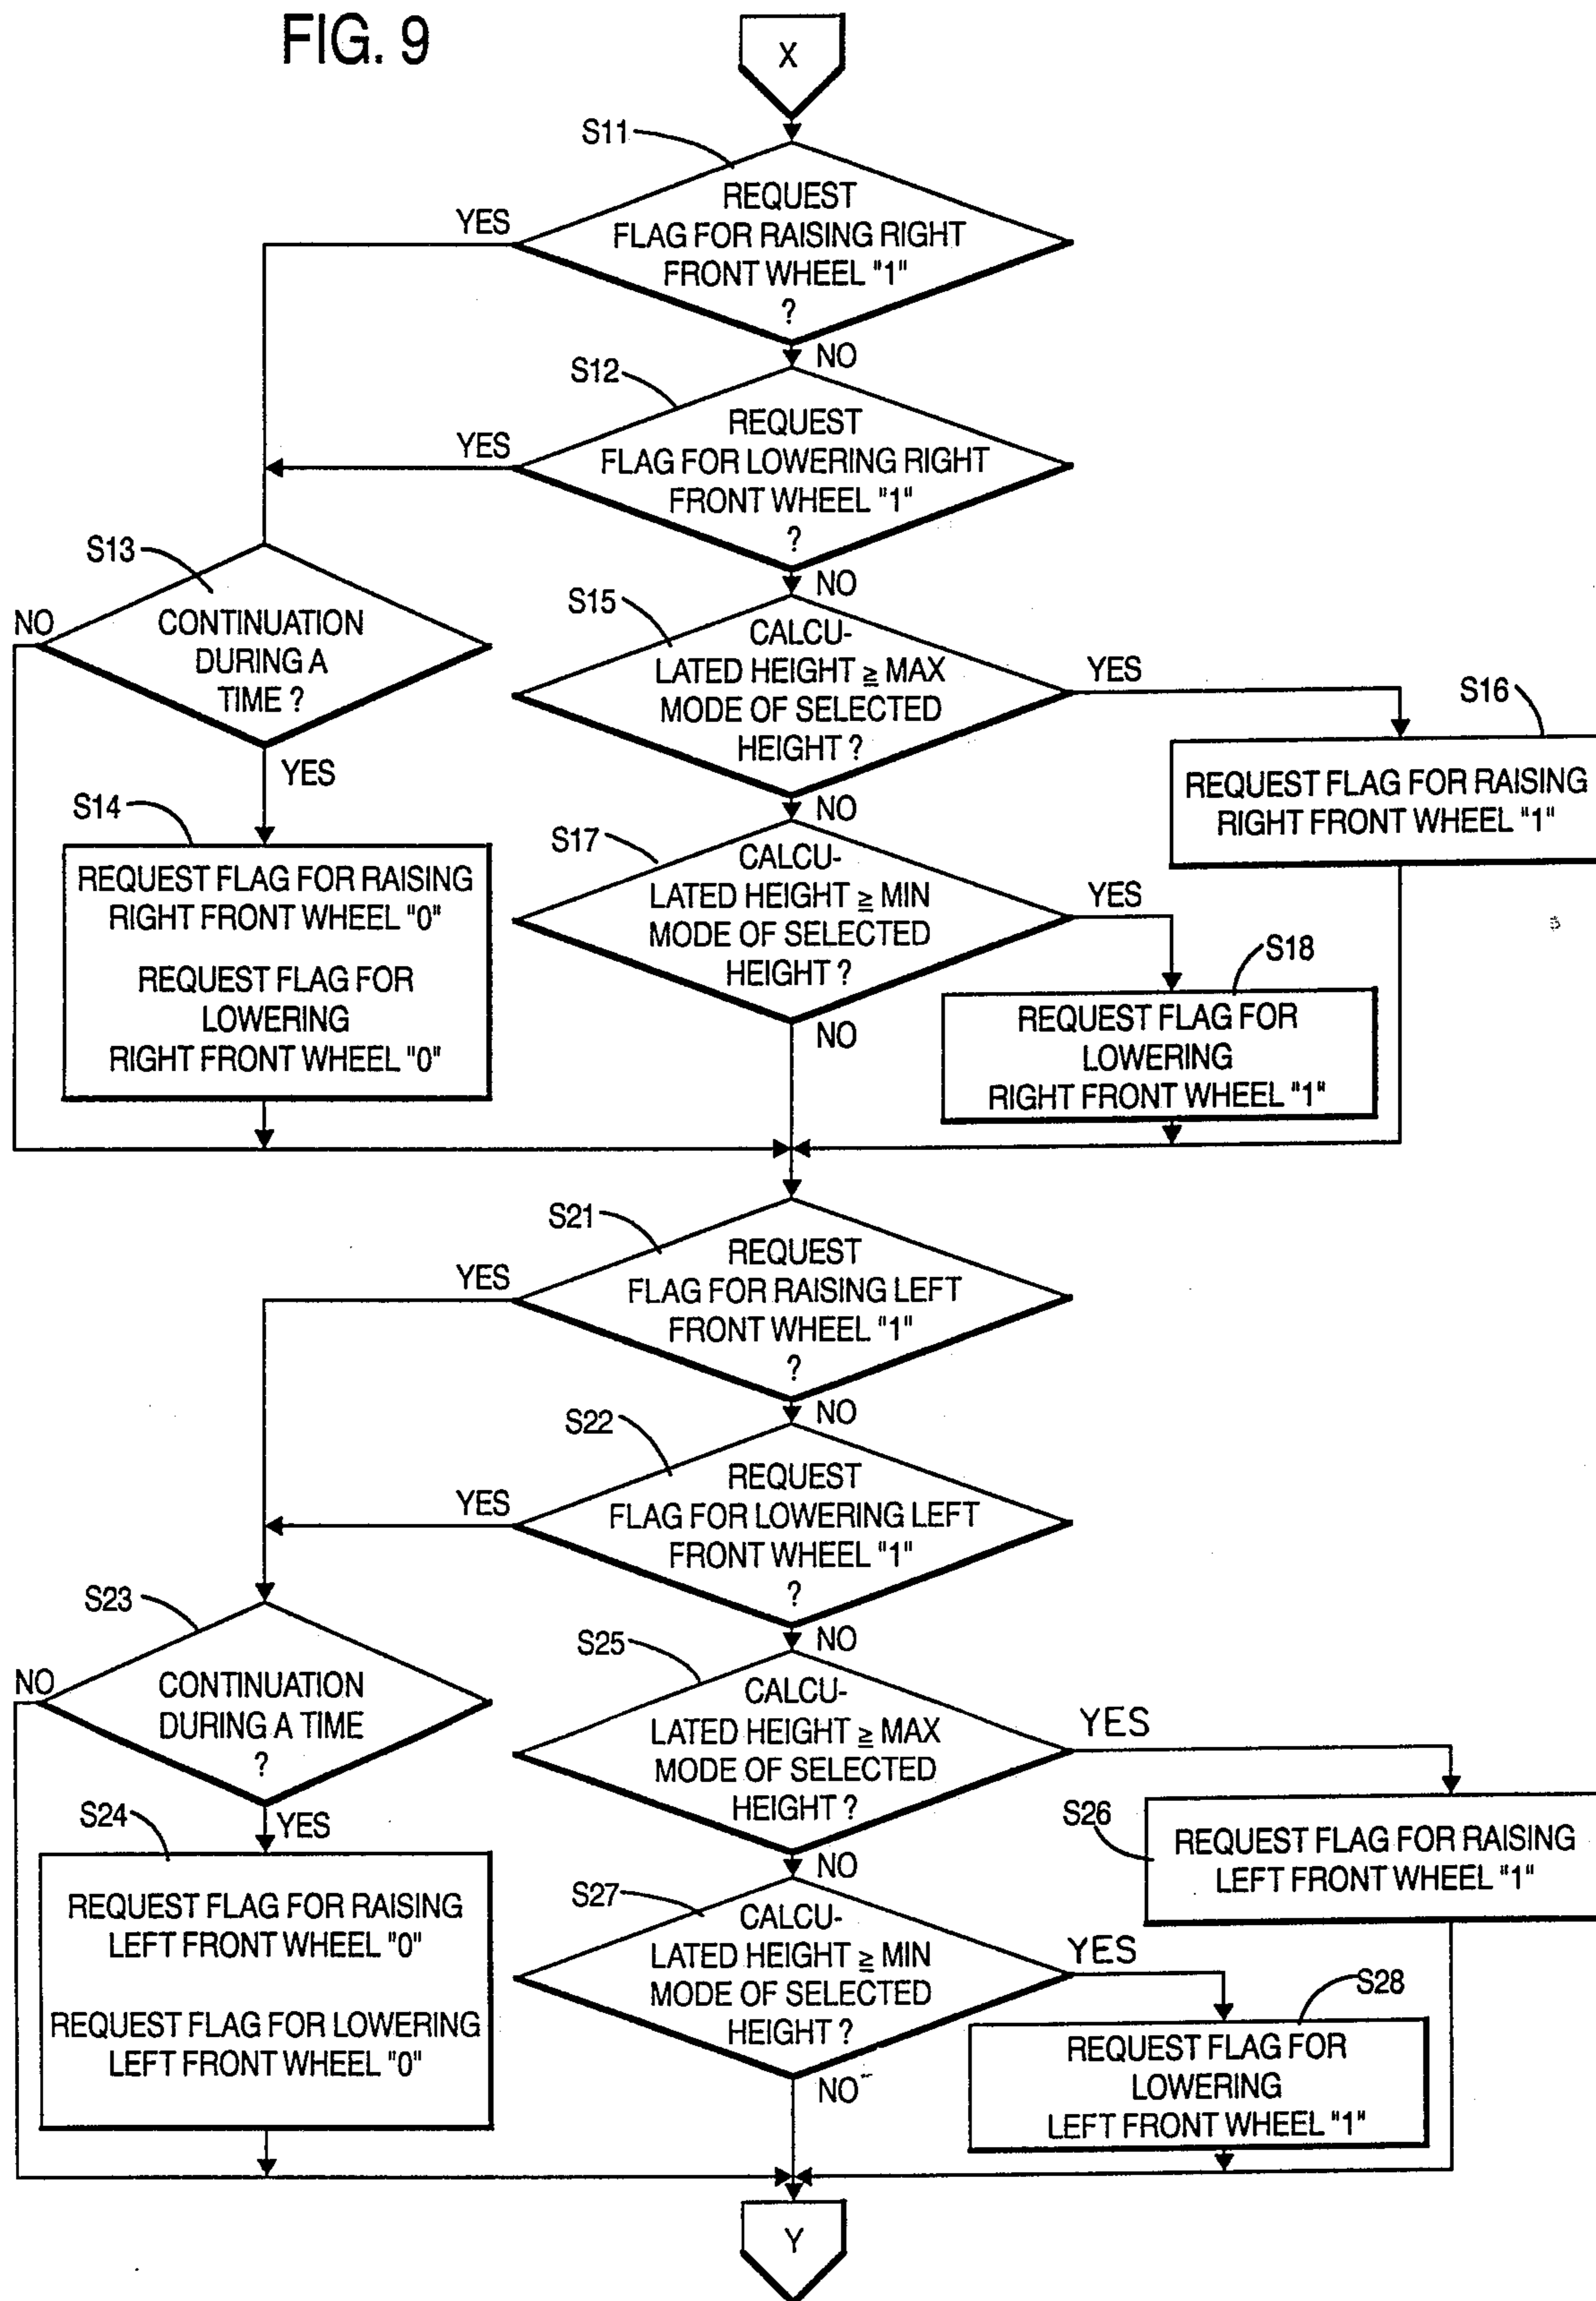 FIG. 9
X
S11
REQUEST
FLAG FOR RAISING RIGHT
FRONT WHEEL "1"
?
YES
NO
S12
REQUEST
FLAG FOR LOWERING RIGHT
FRONT WHEEL "1"
?
YES
NO
S13
CONTINUATION
DURING A
TIME ?
NO
YES
S14
REQUEST FLAG FOR RAISING
RIGHT FRONT WHEEL "0"
REQUEST FLAG FOR
LOWERING
RIGHT FRONT WHEEL "0"
S15
CALCU-
LATED HEIGHT ≧ MAX
MODE OF SELECTED
HEIGHT ?
YES
NO
S16
REQUEST FLAG FOR RAISING
RIGHT FRONT WHEEL "1"
S17
CALCU-
LATED HEIGHT ≧ MIN
MODE OF SELECTED
HEIGHT ?
YES
NO
S18
REQUEST FLAG FOR
LOWERING
RIGHT FRONT WHEEL "1"
S21
REQUEST
FLAG FOR RAISING LEFT
FRONT WHEEL "1"
?
YES
NO
S22
REQUEST
FLAG FOR LOWERING LEFT
FRONT WHEEL "1"
?
YES
NO
S23
CONTINUATION
DURING A TIME
?
NO
YES
S24
REQUEST FLAG FOR RAISING
LEFT FRONT WHEEL "0"
REQUEST FLAG FOR LOWERING
LEFT FRONT WHEEL "0"
S25
CALCU-
LATED HEIGHT ≧ MAX
MODE OF SELECTED
HEIGHT ?
YES
NO
S26
REQUEST FLAG FOR RAISING
LEFT FRONT WHEEL "1"
S27
CALCU-
LATED HEIGHT ≧ MIN
MODE OF SELECTED
HEIGHT ?
YES
NO
S28
REQUEST FLAG FOR
LOWERING
LEFT FRONT WHEEL "1"
Y